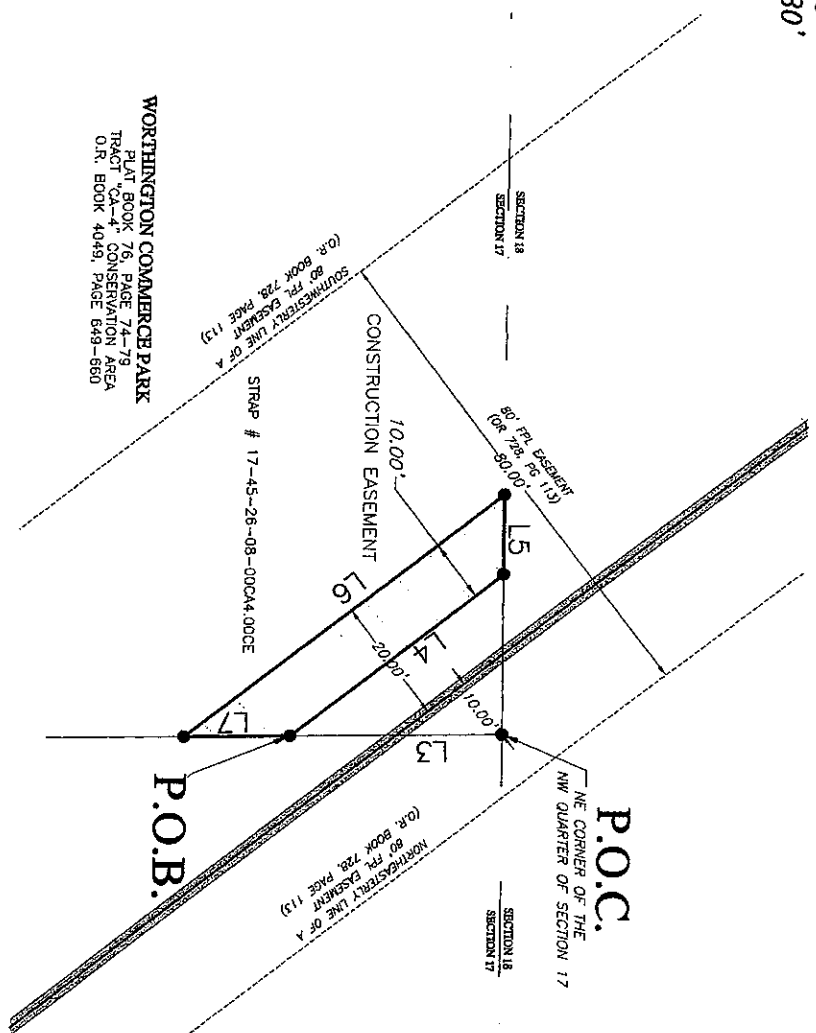 80'
SECTION 18
SECTION 17
WORTHINGTON COMMERCE PARK
PLAT BOOK 76, PAGE 74-79
TRACT "CA-4" CONSERVATION AREA
O.R. BOOK 4049, PAGE 649-660
SOUTHWESTERLY LINE OF A
80' FPL EASEMENT
(O.R. BOOK 728, PAGE 113)
STRAP # 17-45-26-08-00CA4.00CE
CONSTRUCTION EASEMENT
10.00'
80' FPL EASEMENT
(OR 728, PG 113)
80.00'
L5
L6
L4
20.00'
10.00'
L7
L3
P.O.B.
P.O.C.
NE CORNER OF THE
NW QUARTER OF SECTION 17
NORTHEASTERLY LINE OF A
80' FPL EASEMENT
(O.R. BOOK 728, PAGE 113)
SECTION 18
SECTION 17